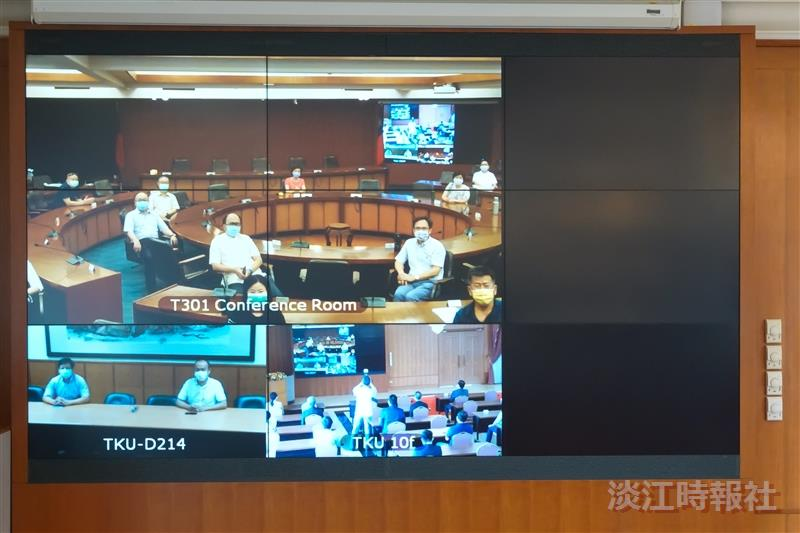 T301 Conference Room
TKU-D214
TKU 10f
淡江時報社